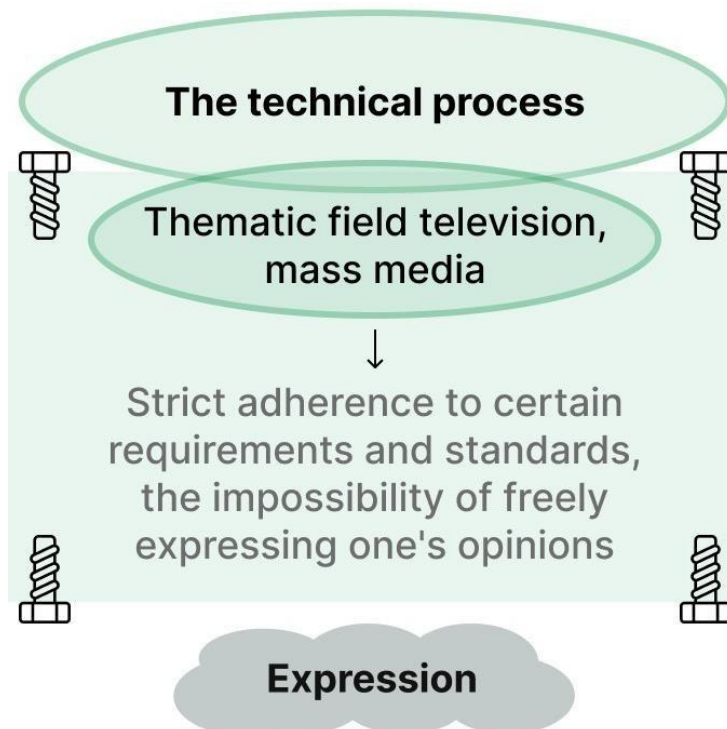 The technical process
Thematic field television,
mass media
Strict adherence to certain
requirements and standards,
the impossibility of freely
expressing one's opinions
Expression